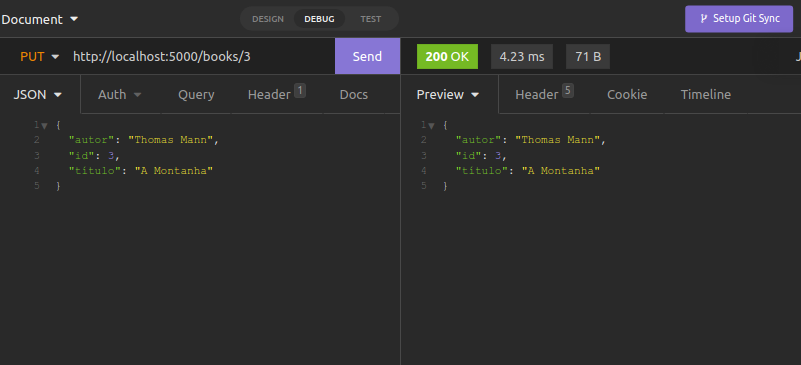 Document
DESIGN DEBUG TEST
Setup Git Sync
PUT http://localhost:5000/books/3 Send
200 OK 4.23 ms 71 B
JSON Auth Query Header 1 Docs
1 {
2 "autor": "Thomas Mann",
3 "id": 3,
4 "titulo": "A Montanha"
5 }
Preview Header 5 Cookie Timeline
1 {
2 "autor": "Thomas Mann",
3 "id": 3,
4 "titulo": "A Montanha"
5 }